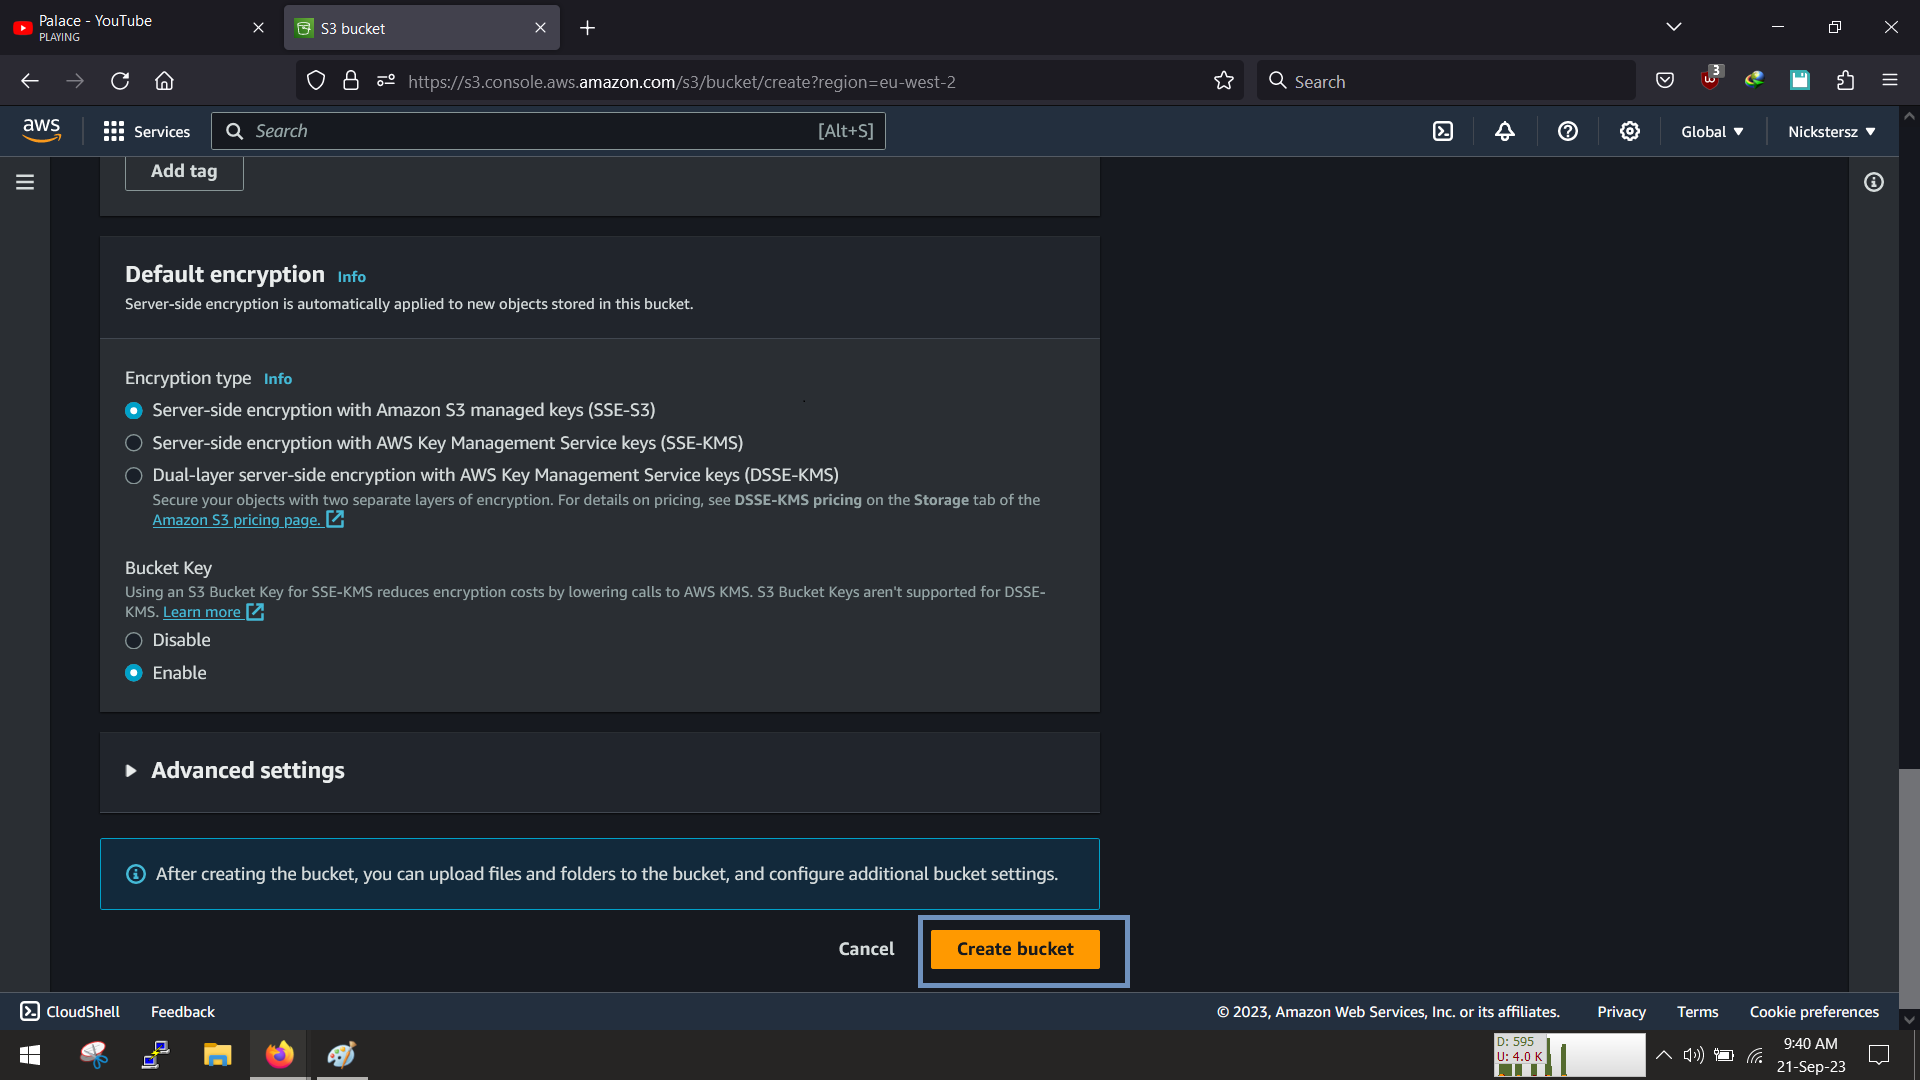 Palace - YouTube
PLAYING
S3 bucket
https://s3.console.aws.amazon.com/s3/bucket/create?region=eu-west-2
Search
3
aws
Services
Search
[Alt+S]
Global
Nickstersz
Add tag
Default encryption Info
Server-side encryption is automatically applied to new objects stored in this bucket.
Encryption type Info
Server-side encryption with Amazon S3 managed keys (SSE-S3)
Server-side encryption with AWS Key Management Service keys (SSE-KMS)
Dual-layer server-side encryption with AWS Key Management Service keys (DSSE-KMS)
Secure your objects with two separate layers of encryption. For details on pricing, see DSSE-KMS pricing on the Storage tab of the
Amazon S3 pricing page.
Bucket Key
Using an S3 Bucket Key for SSE-KMS reduces encryption costs by lowering calls to AWS KMS. S3 Bucket Keys aren't supported for DSSE-
KMS. Learn more
Disable
Enable
Advanced settings
After creating the bucket, you can upload files and folders to the bucket, and configure additional bucket settings.
Cancel
Create bucket
CloudShell
Feedback
© 2023, Amazon Web Services, Inc. or its affiliates.
Privacy
Terms
Cookie preferences
D: 595
U: 4.0 K
9:40 AM
21-Sep-23